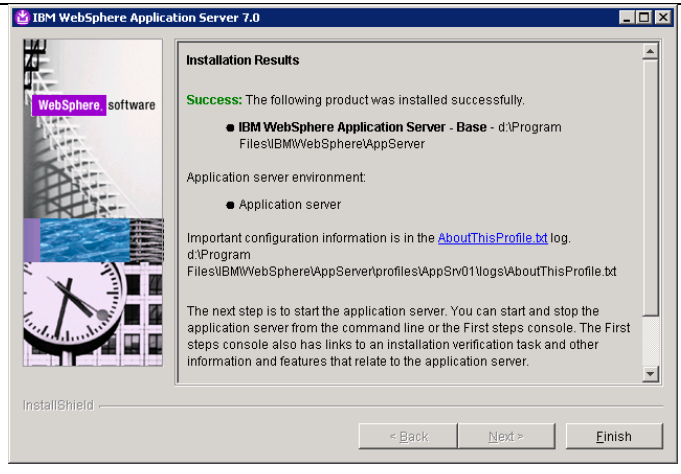 IBM WebSphere Application Server 7.0
WebSphere. software
Installation Results
Success: The following product was installed successfully.
IBM WebSphere Application Server - Base - d:\Program
Files\IBM\WebSphere\AppServer
Application server environment:
Application server
Important configuration information is in the AboutThisProfile.txt log.
d:\Program
Files\IBM\WebSphere\AppServer\profiles\AppSrv01\logs\AboutThisProfile.txt
The next step is to start the application server. You can start and stop the
application server from the command line or the First steps console. The First
steps console also has links to an installation verification task and other
information and features that relate to the application server.
InstallShield
< Back
Next >
Finish